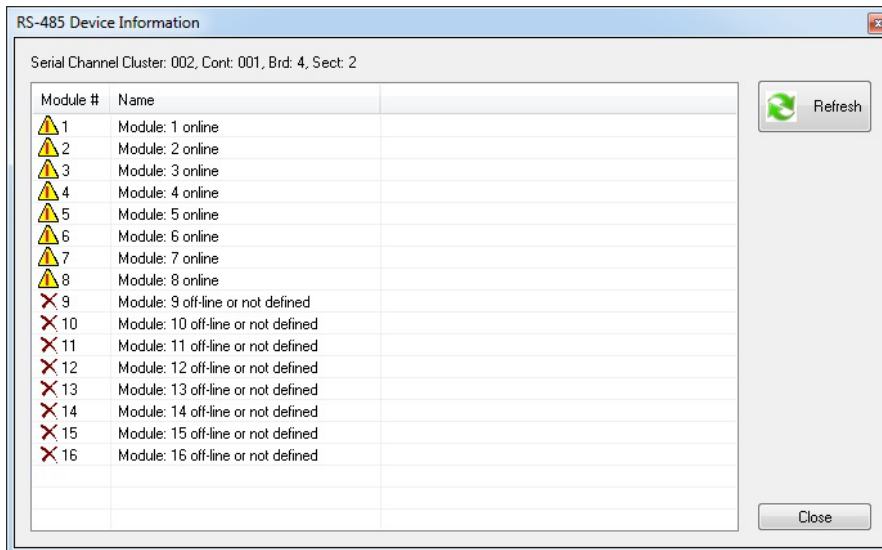 RS-485 Device Information
Serial Channel Cluster: 002, Cont: 001, Brd: 4, Sect: 2
Module # Name
Refresh
1 Module: 1 online
2 Module: 2 online
3 Module: 3 online
4 Module: 4 online
5 Module: 5 online
6 Module: 6 online
7 Module: 7 online
8 Module: 8 online
9 Module: 9 off-line or not defined
10 Module: 10 off-line or not defined
11 Module: 11 off-line or not defined
12 Module: 12 off-line or not defined
13 Module: 13 off-line or not defined
14 Module: 14 off-line or not defined
15 Module: 15 off-line or not defined
16 Module: 16 off-line or not defined
Close